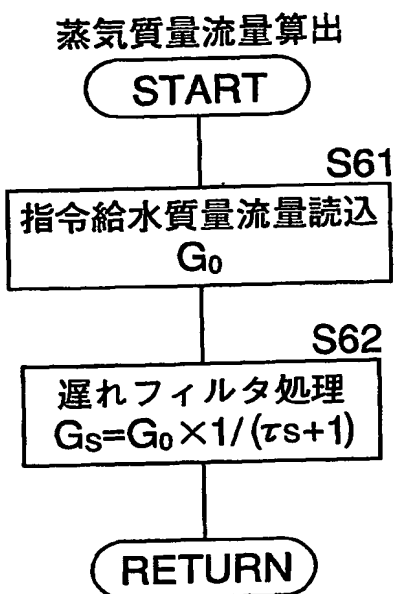 蒸気質量流量算出
START
S61
指令給水質量流量読込
G₀
S62
遅れフィルタ処理
Gs=G₀×1/(τs+1)
RETURN